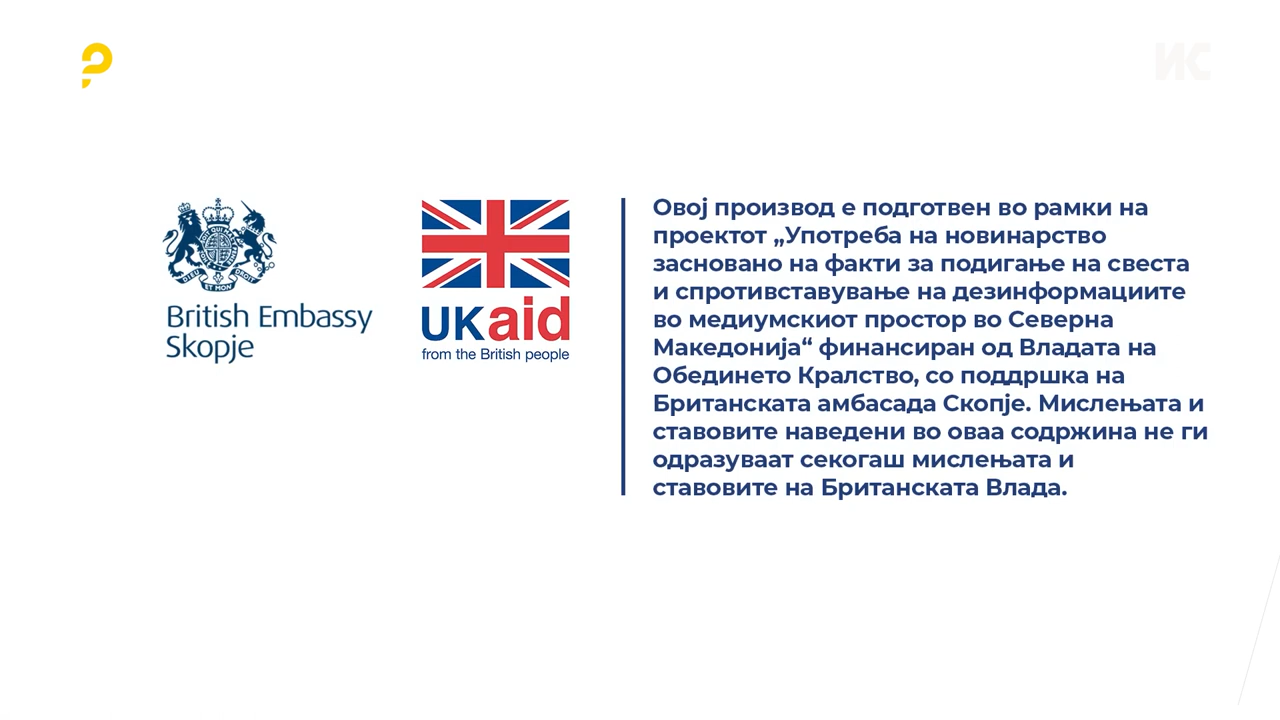 ИС
British Embassy
Skopje
UKaid
from the British people
Овој производ е подготвен во рамки на
проектот „Употреба на новинарство
засновано на факти за подигање на свеста
и спротивставување на дезинформациите
во медиумскиот простор во Северна
Македонија“ финансиран од Владата на
Обединето Кралство, со поддршка на
Британската амбасада Скопје. Мислењата и
ставовите наведени во оваа содржина не ги
одразуваат секогаш мислењата и
ставовите на Британската Влада.